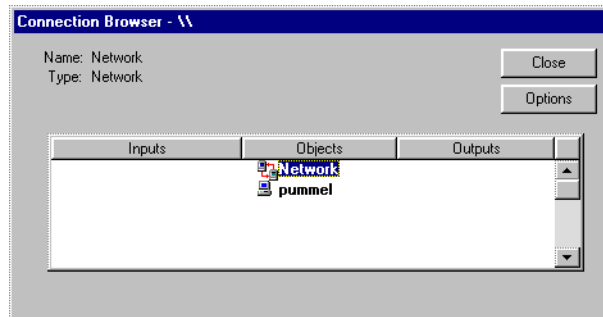 Connection Browser - \\
Name: Network
Close
Type: Network
Options
Inputs Objects Outputs
Network
pummel